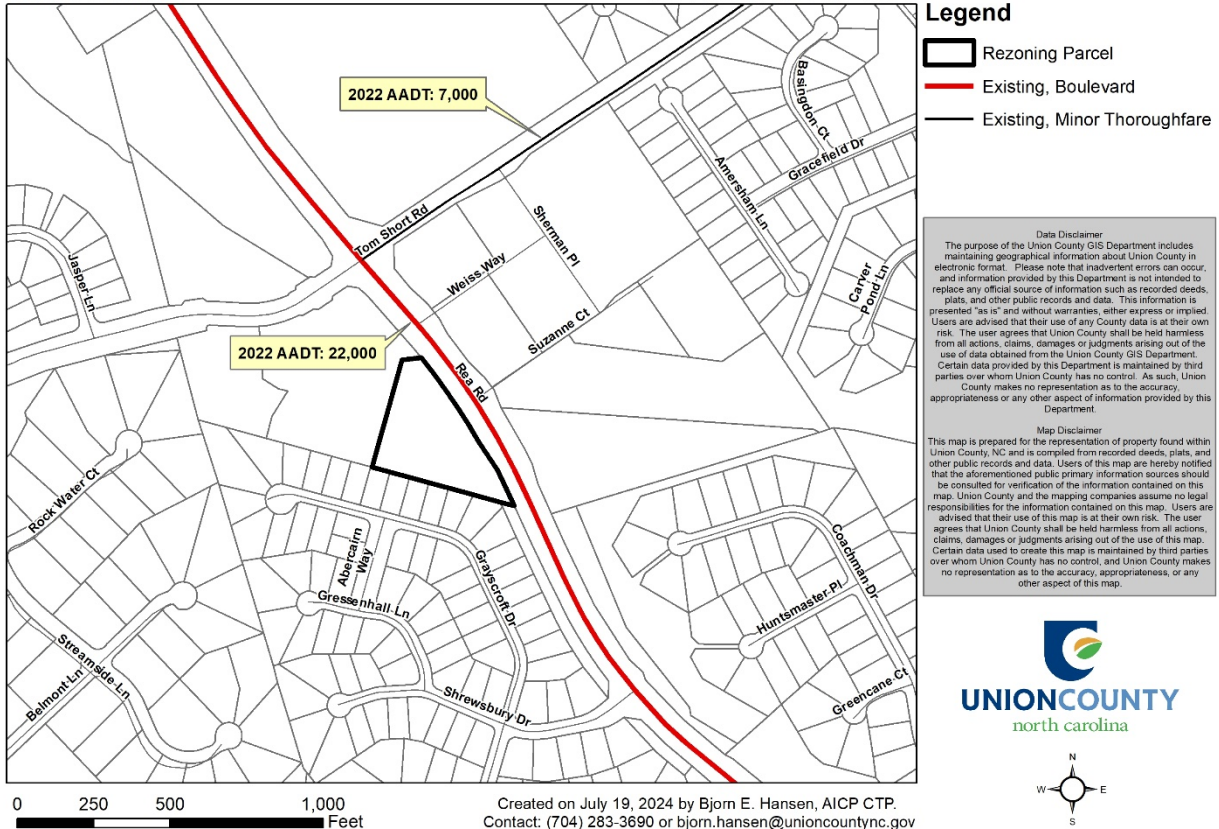 Legend
Rezoning Parcel
Existing, Boulevard
Existing, Minor Thoroughfare
2022 AADT: 7,000
2022 AADT: 22,000
Basingdon Ct
Gracefield Dr
Amersham Ln
Carver
Pond Ln
Tom Short Rd
Sherman Pl
Weiss Way
Suzanne Ct
Rea Rd
Jasper Ln
Rock Water Ct
Abercairn
Way
Grayscroft Dr
Gressenhall Ln
Shrewsbury Dr
Streamside Ln
Belmont Ln
Coachman Dr
Huntsmaster Pl
Greencane Ct
Data Disclaimer
The purpose of the Union County GIS Department includes
maintaining geographical information about Union County in
electronic format. Please note that inadvertent errors can occur,
and information provided by this Department is not intended to
replace any official source of information such as recorded deeds,
plats, and other public records and data. This information is
presented "as is" and without warranties, either express or implied.
Users are advised that their use of any County data is at their own
risk. The user agrees that Union County shall be held harmless
from all actions, claims, damages or judgments arising out of the
use of data obtained from the Union County GIS Department.
Certain data provided by this Department is maintained by third
parties over whom Union County has no control. As such, Union
County makes no representation as to the accuracy,
appropriateness or any other aspect of information provided by this
Department.
Map Disclaimer
This map is prepared for the representation of property found within
Union County, NC and is compiled from recorded deeds, plats, and
other public records and data. Users of this map are hereby notified
that the aforementioned public primary information sources should
be consulted for verification of the information contained on this
map. Union County and the mapping companies assume no legal
responsibilities for the information contained on this map. Users are
advised that their use of this map is at their own risk. The user
agrees that Union County shall be held harmless from all actions,
claims, damages or judgments arising out of the use of this map.
Certain data used to create this map is maintained by third parties
over whom Union County has no control, and Union County makes
no representation as to the accuracy, appropriateness, or any
other aspect of this map.
UNIONCOUNTY
north carolina
N
W E
S
0 250 500 1,000
Feet
Created on July 19, 2024 by Bjorn E. Hansen, AICP CTP.
Contact: (704) 283-3690 or bjorn.hansen@unioncountync.gov